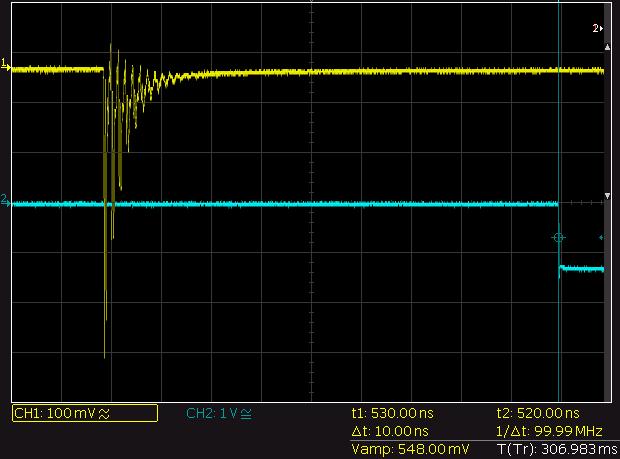 2
1
2
CH1: 100 mV ≂ CH2: 1 V ≅ t1: 530.00 ns t2: 520.00 ns
Δt: 10.00 ns 1/Δt: 99.99 MHz
Vamp: 548.00 mV T(Tr): 306.983 ms